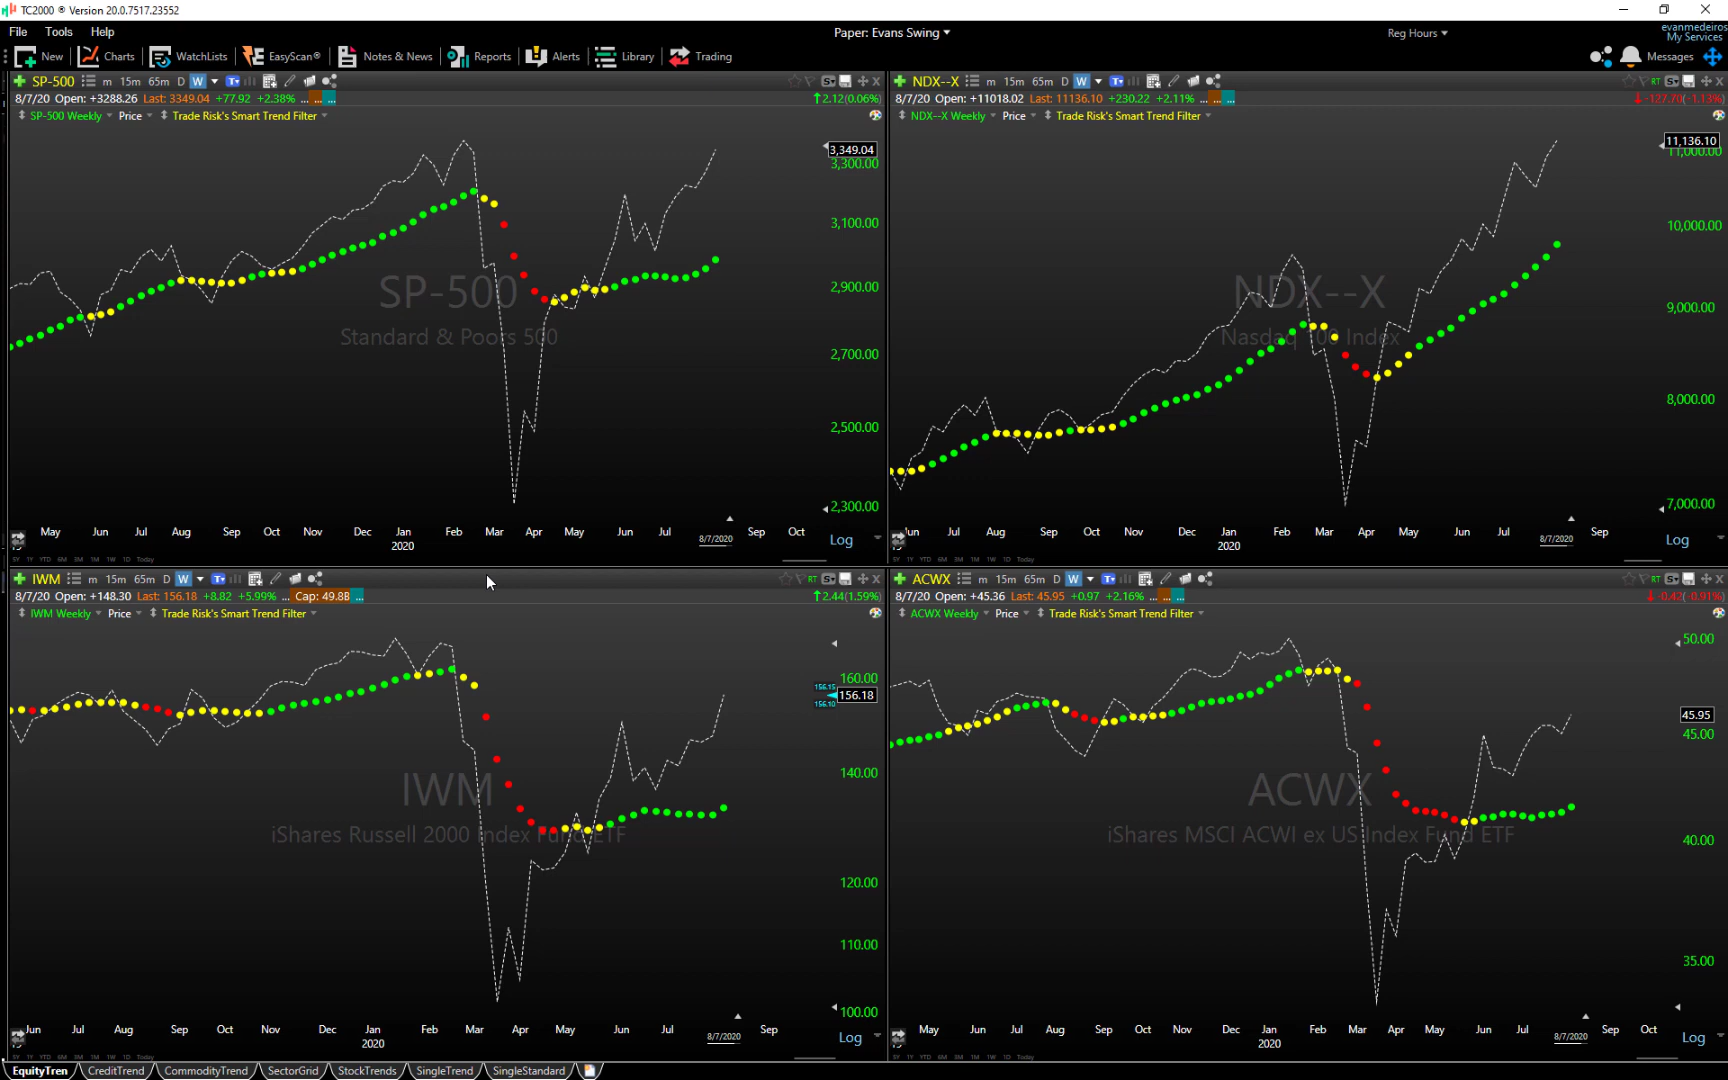 TC2000 ® Version 20.0.7517.23552
File Tools Help
Paper: Evans Swing
Reg Hours
evanmedeiros
My Services
New Charts WatchLists EasyScan® Notes & News Reports Alerts Library Trading
Messages
SP-500 m 15m 65m D W
8/7/20 Open: +3288.26 Last: 3349.04 +77.92 +2.38% ... ... ...
2.12(0.06%)
SP-500 Weekly Price Trade Risk's Smart Trend Filter
3,349.04
3,300.00
3,100.00
2,900.00
2,700.00
2,500.00
2,300.00
SP-500
Standard & Poors 500
May Jun Jul Aug Sep Oct Nov Dec Jan Feb Mar Apr May Jun Jul 8/7/2020 Sep Oct
2020
Log
5Y 1Y YTD 6M 3M 1M 1W 1D Today
NDX--X m 15m 65m D W
RT
8/7/20 Open: +11018.02 Last: 11136.10 +230.22 +2.11% ... ... ...
-127.70(-1.13%)
NDX--X Weekly Price Trade Risk's Smart Trend Filter
11,136.10
11,000.00
10,000.00
9,000.00
8,000.00
7,000.00
NDX--X
Nasdaq 100 Index
Jun Jul Aug Sep Oct Nov Dec Jan Feb Mar Apr May Jun Jul 8/7/2020 Sep
2020
Log
IWM m 15m 65m D W
RT
8/7/20 Open: +148.30 Last: 156.18 +8.82 +5.99% ... Cap: 49.8B ...
2.44(1.59%)
IWM Weekly Price Trade Risk's Smart Trend Filter
160.00
156.15
156.18
156.10
140.00
120.00
110.00
100.00
IWM
iShares Russell 2000 Index Fund ETF
Jun Jul Aug Sep Oct Nov Dec Jan Feb Mar Apr May Jun Jul 8/7/2020 Sep
2020
Log
ACWX m 15m 65m D W
RT
8/7/20 Open: +45.36 Last: 45.95 +0.97 +2.16% ... ... ...
-0.42(-0.91%)
ACWX Weekly Price Trade Risk's Smart Trend Filter
50.00
45.95
45.00
40.00
35.00
ACWX
iShares MSCI ACWI ex US Index Fund ETF
May Jun Jul Aug Sep Oct Nov Dec Jan Feb Mar Apr May Jun Jul 8/7/2020 Sep Oct
2020
Log
EquityTren CreditTrend CommodityTrend SectorGrid StockTrends SingleTrend SingleStandard